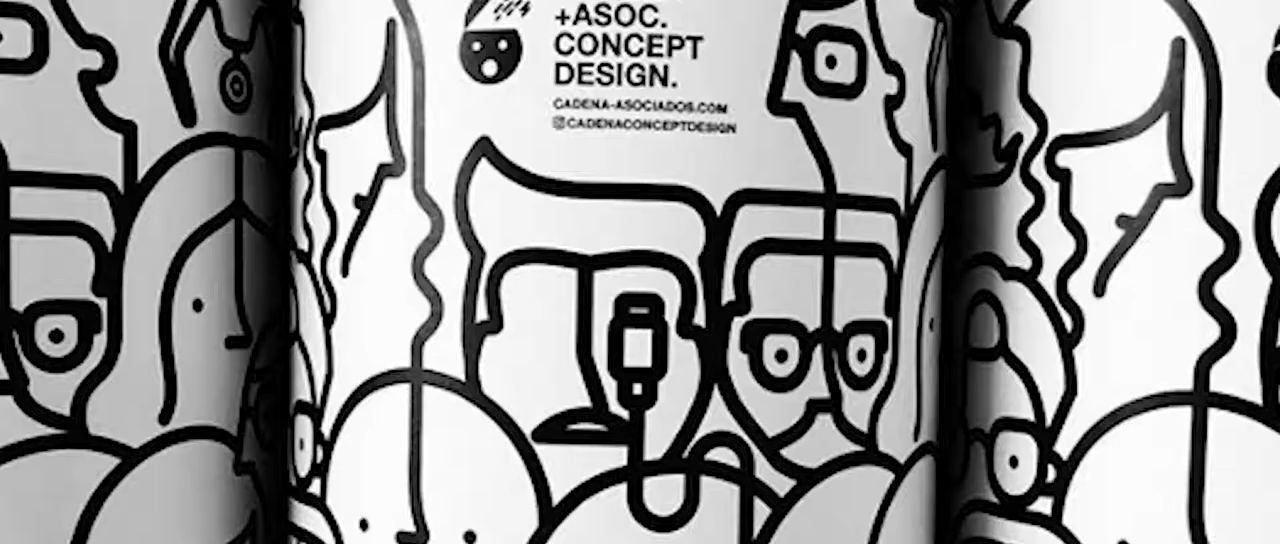 +ASOC.
CONCEPT
DESIGN.
CADENA-ASOCIADOS.COM
@CADENACONCEPTDESIGN